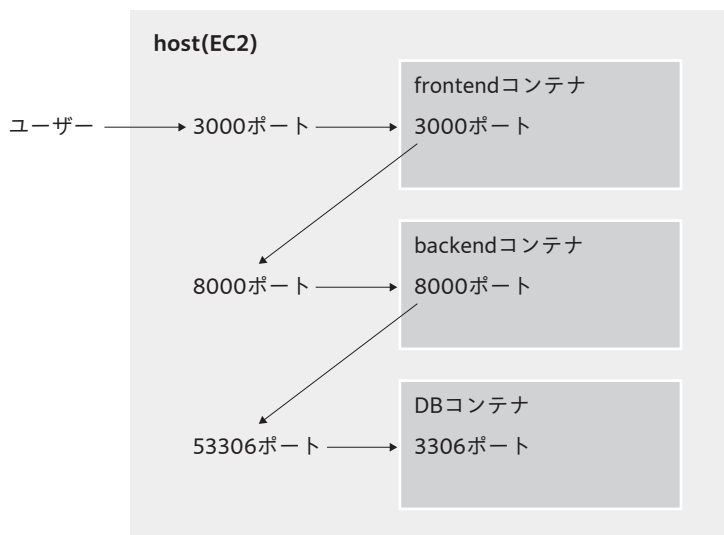 host(EC2)
frontendコンテナ
ユーザー
3000ポート
3000ポート
backendコンテナ
8000ポート
8000ポート
DBコンテナ
53306ポート
3306ポート